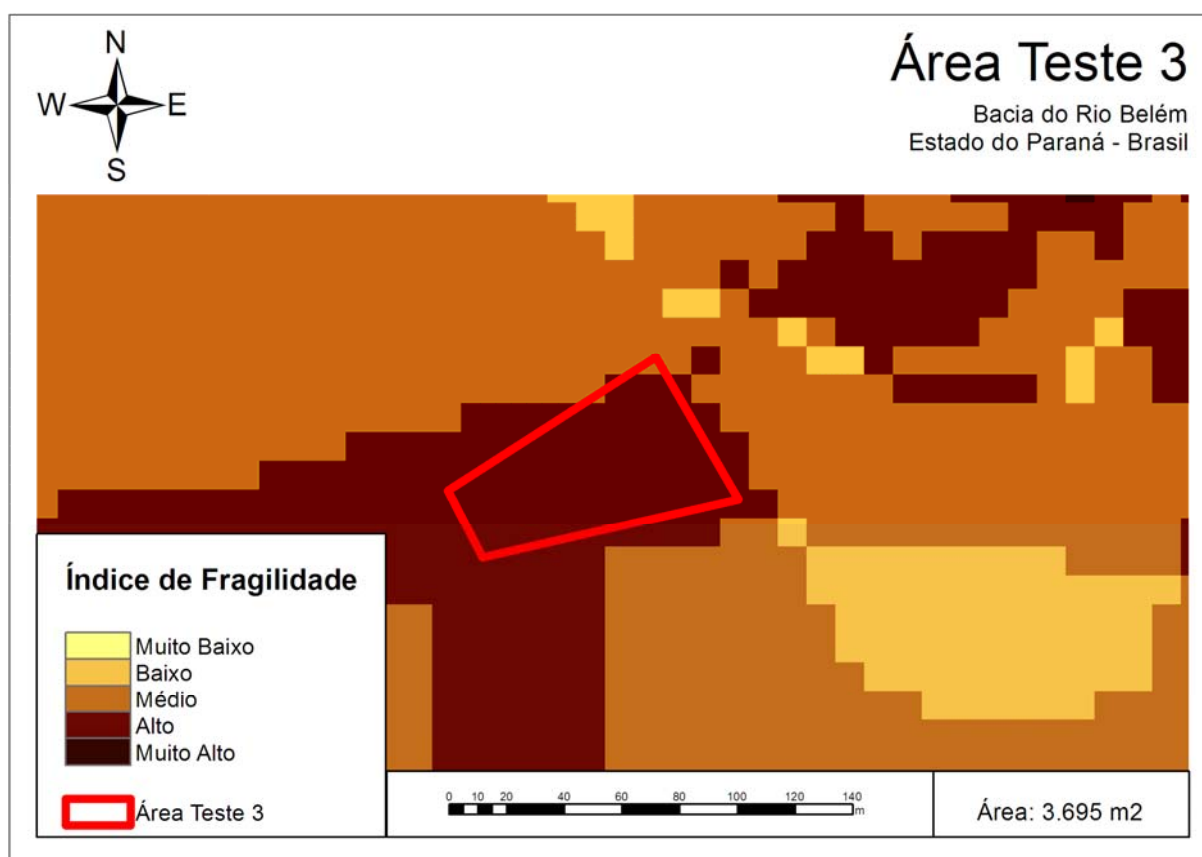 N
W E
S
Área Teste 3
Bacia do Rio Belém
Estado do Paraná - Brasil
Índice de Fragilidade
Muito Baixo
Baixo
Médio
Alto
Muito Alto
Área Teste 3
0 10 20 40 60 80 100 120 140
m
Área: 3.695 m2